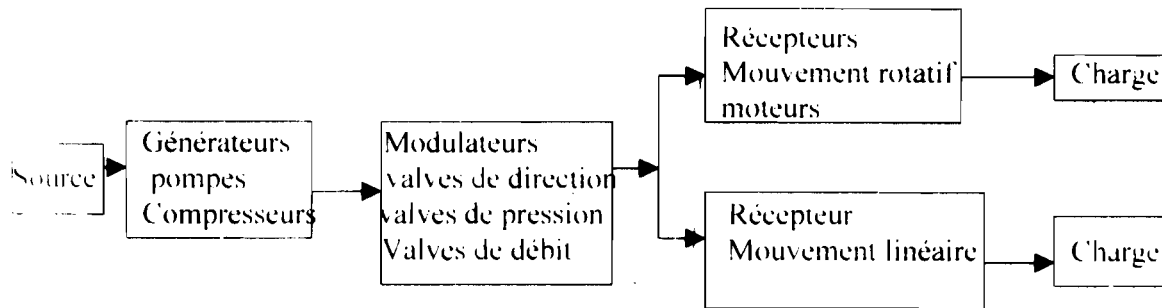 Source
Générateurs
pompes
Compresseurs
Modulateurs
valves de direction
valves de pression
Valves de débit
Récepteurs
Mouvement rotatif
moteurs
Charge
Récepteur
Mouvement linéaire
Charge